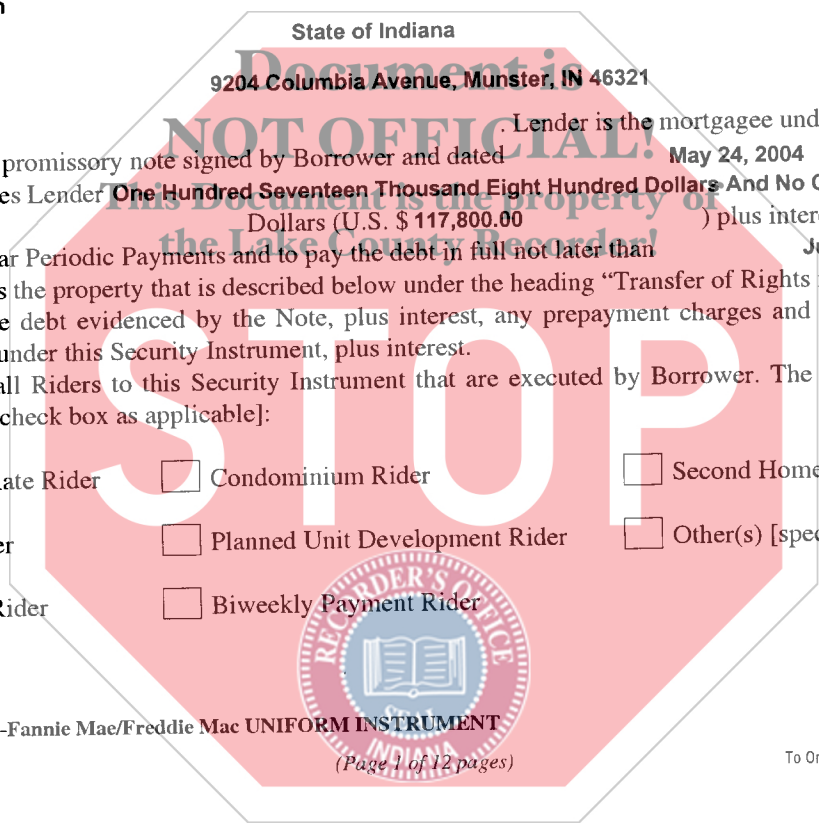 n
State of Indiana
Document is
9204 Columbia Avenue, Munster, IN 46321
NOT OFFICIAL!
. Lender is the mortgagee und
promissory note signed by Borrower and dated May 24, 2004
es Lender One Hundred Seventeen Thousand Eight Hundred Dollars And No C
This Document is the property of
Dollars (U.S. $ 117,800.00 ) plus intere
the Lake County Recorder!
ar Periodic Payments and to pay the debt in full not later than Ju
s the property that is described below under the heading “Transfer of Rights
e debt evidenced by the Note, plus interest, any prepayment charges and
under this Security Instrument, plus interest.
all Riders to this Security Instrument that are executed by Borrower. The
check box as applicable]:
STOP
ate Rider Condominium Rider Second Home
er Planned Unit Development Rider Other(s) [spec
Rider Biweekly Payment Rider
RECORDER'S OFFICE
SEAL
INDIANA
-Fannie Mae/Freddie Mac UNIFORM INSTRUMENT
(Page 1 of 12 pages)
To Or